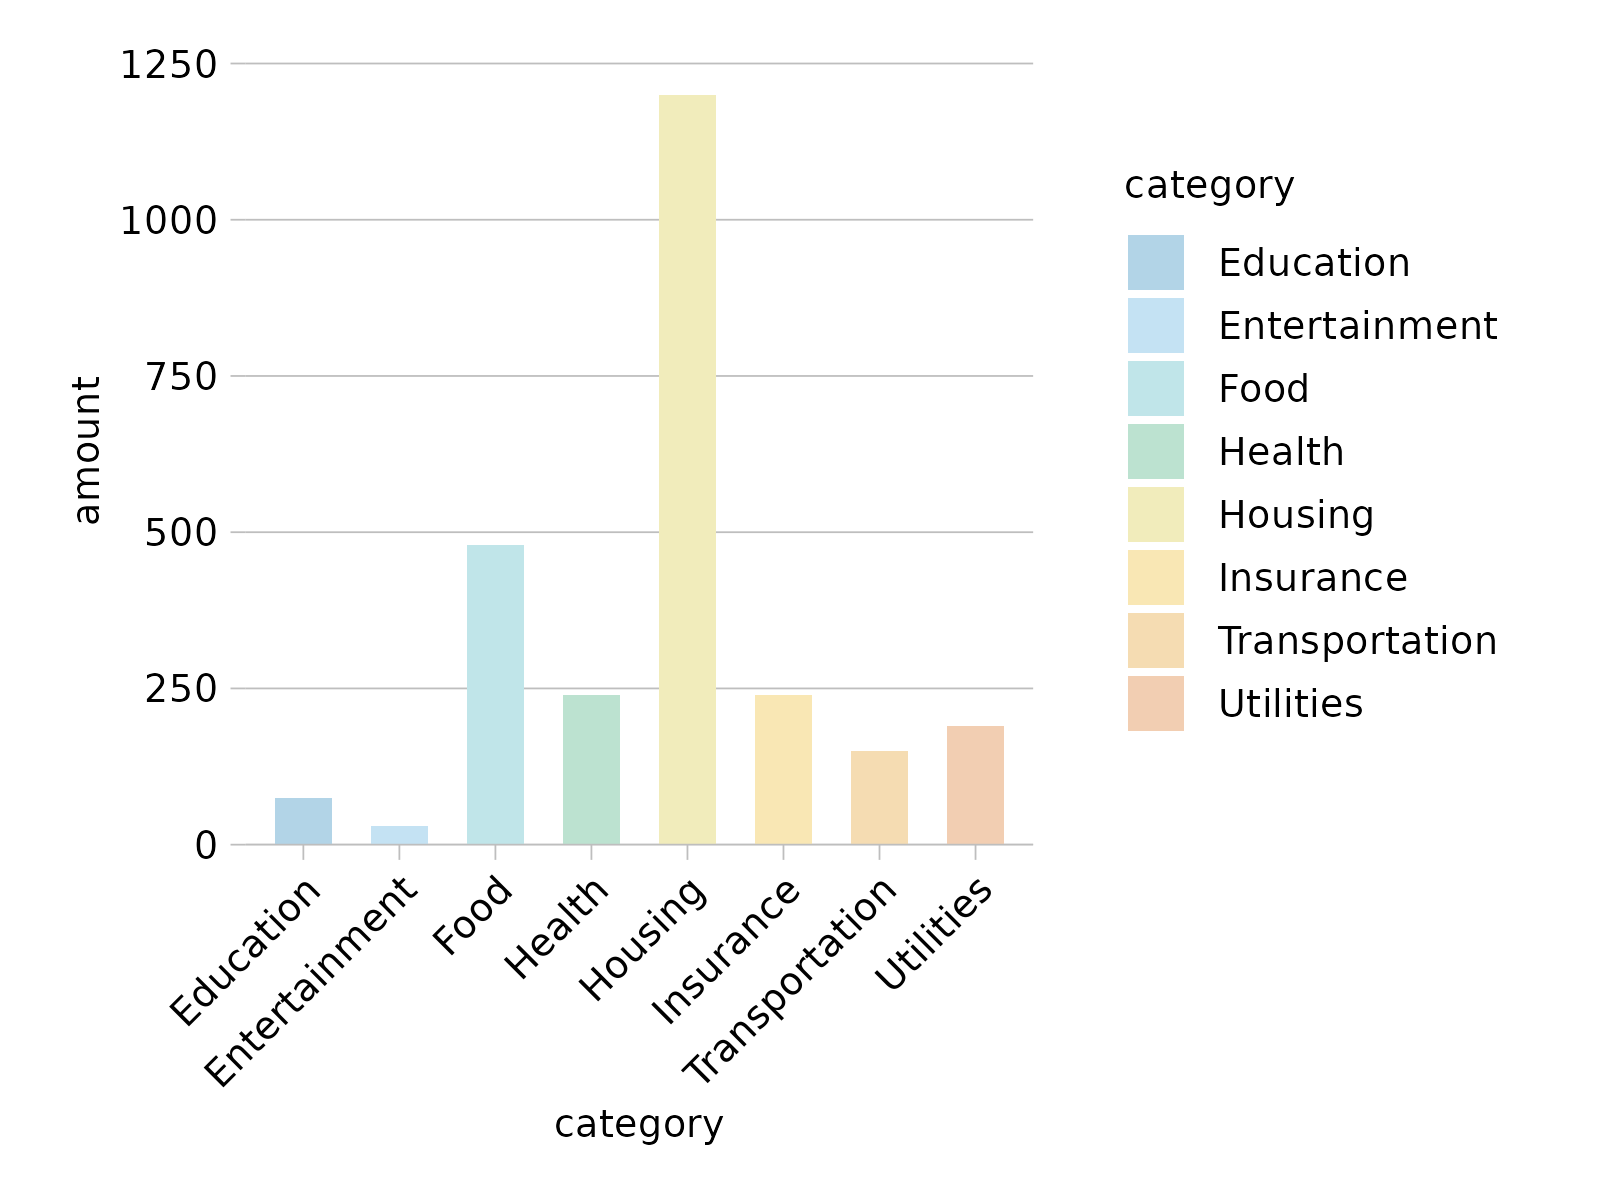 1250
1000
750
500
250
0
amount
Education
Entertainment
Food
Health
Housing
Insurance
Transportation
Utilities
category
category
Education
Entertainment
Food
Health
Housing
Insurance
Transportation
Utilities